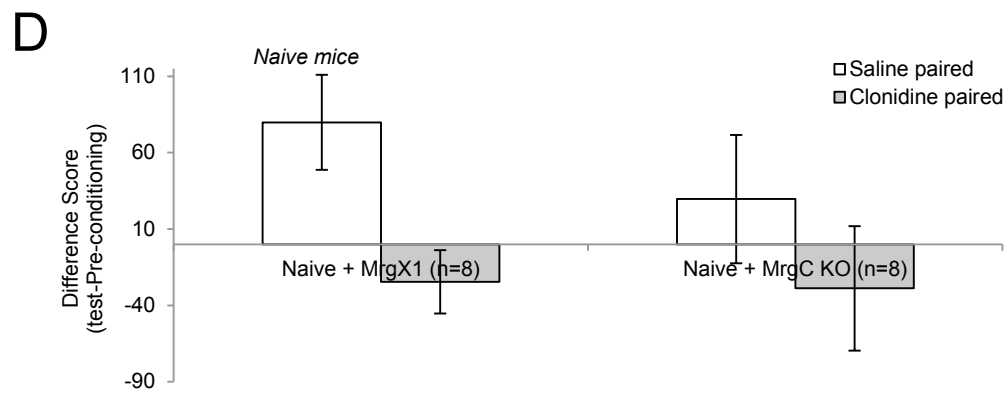 D
Naive mice
Saline paired
Clonidine paired
Difference Score
(test-Pre-conditioning)
110
60
10
-40
-90
Naive + MrgX1 (n=8)
Naive + MrgC KO (n=8)